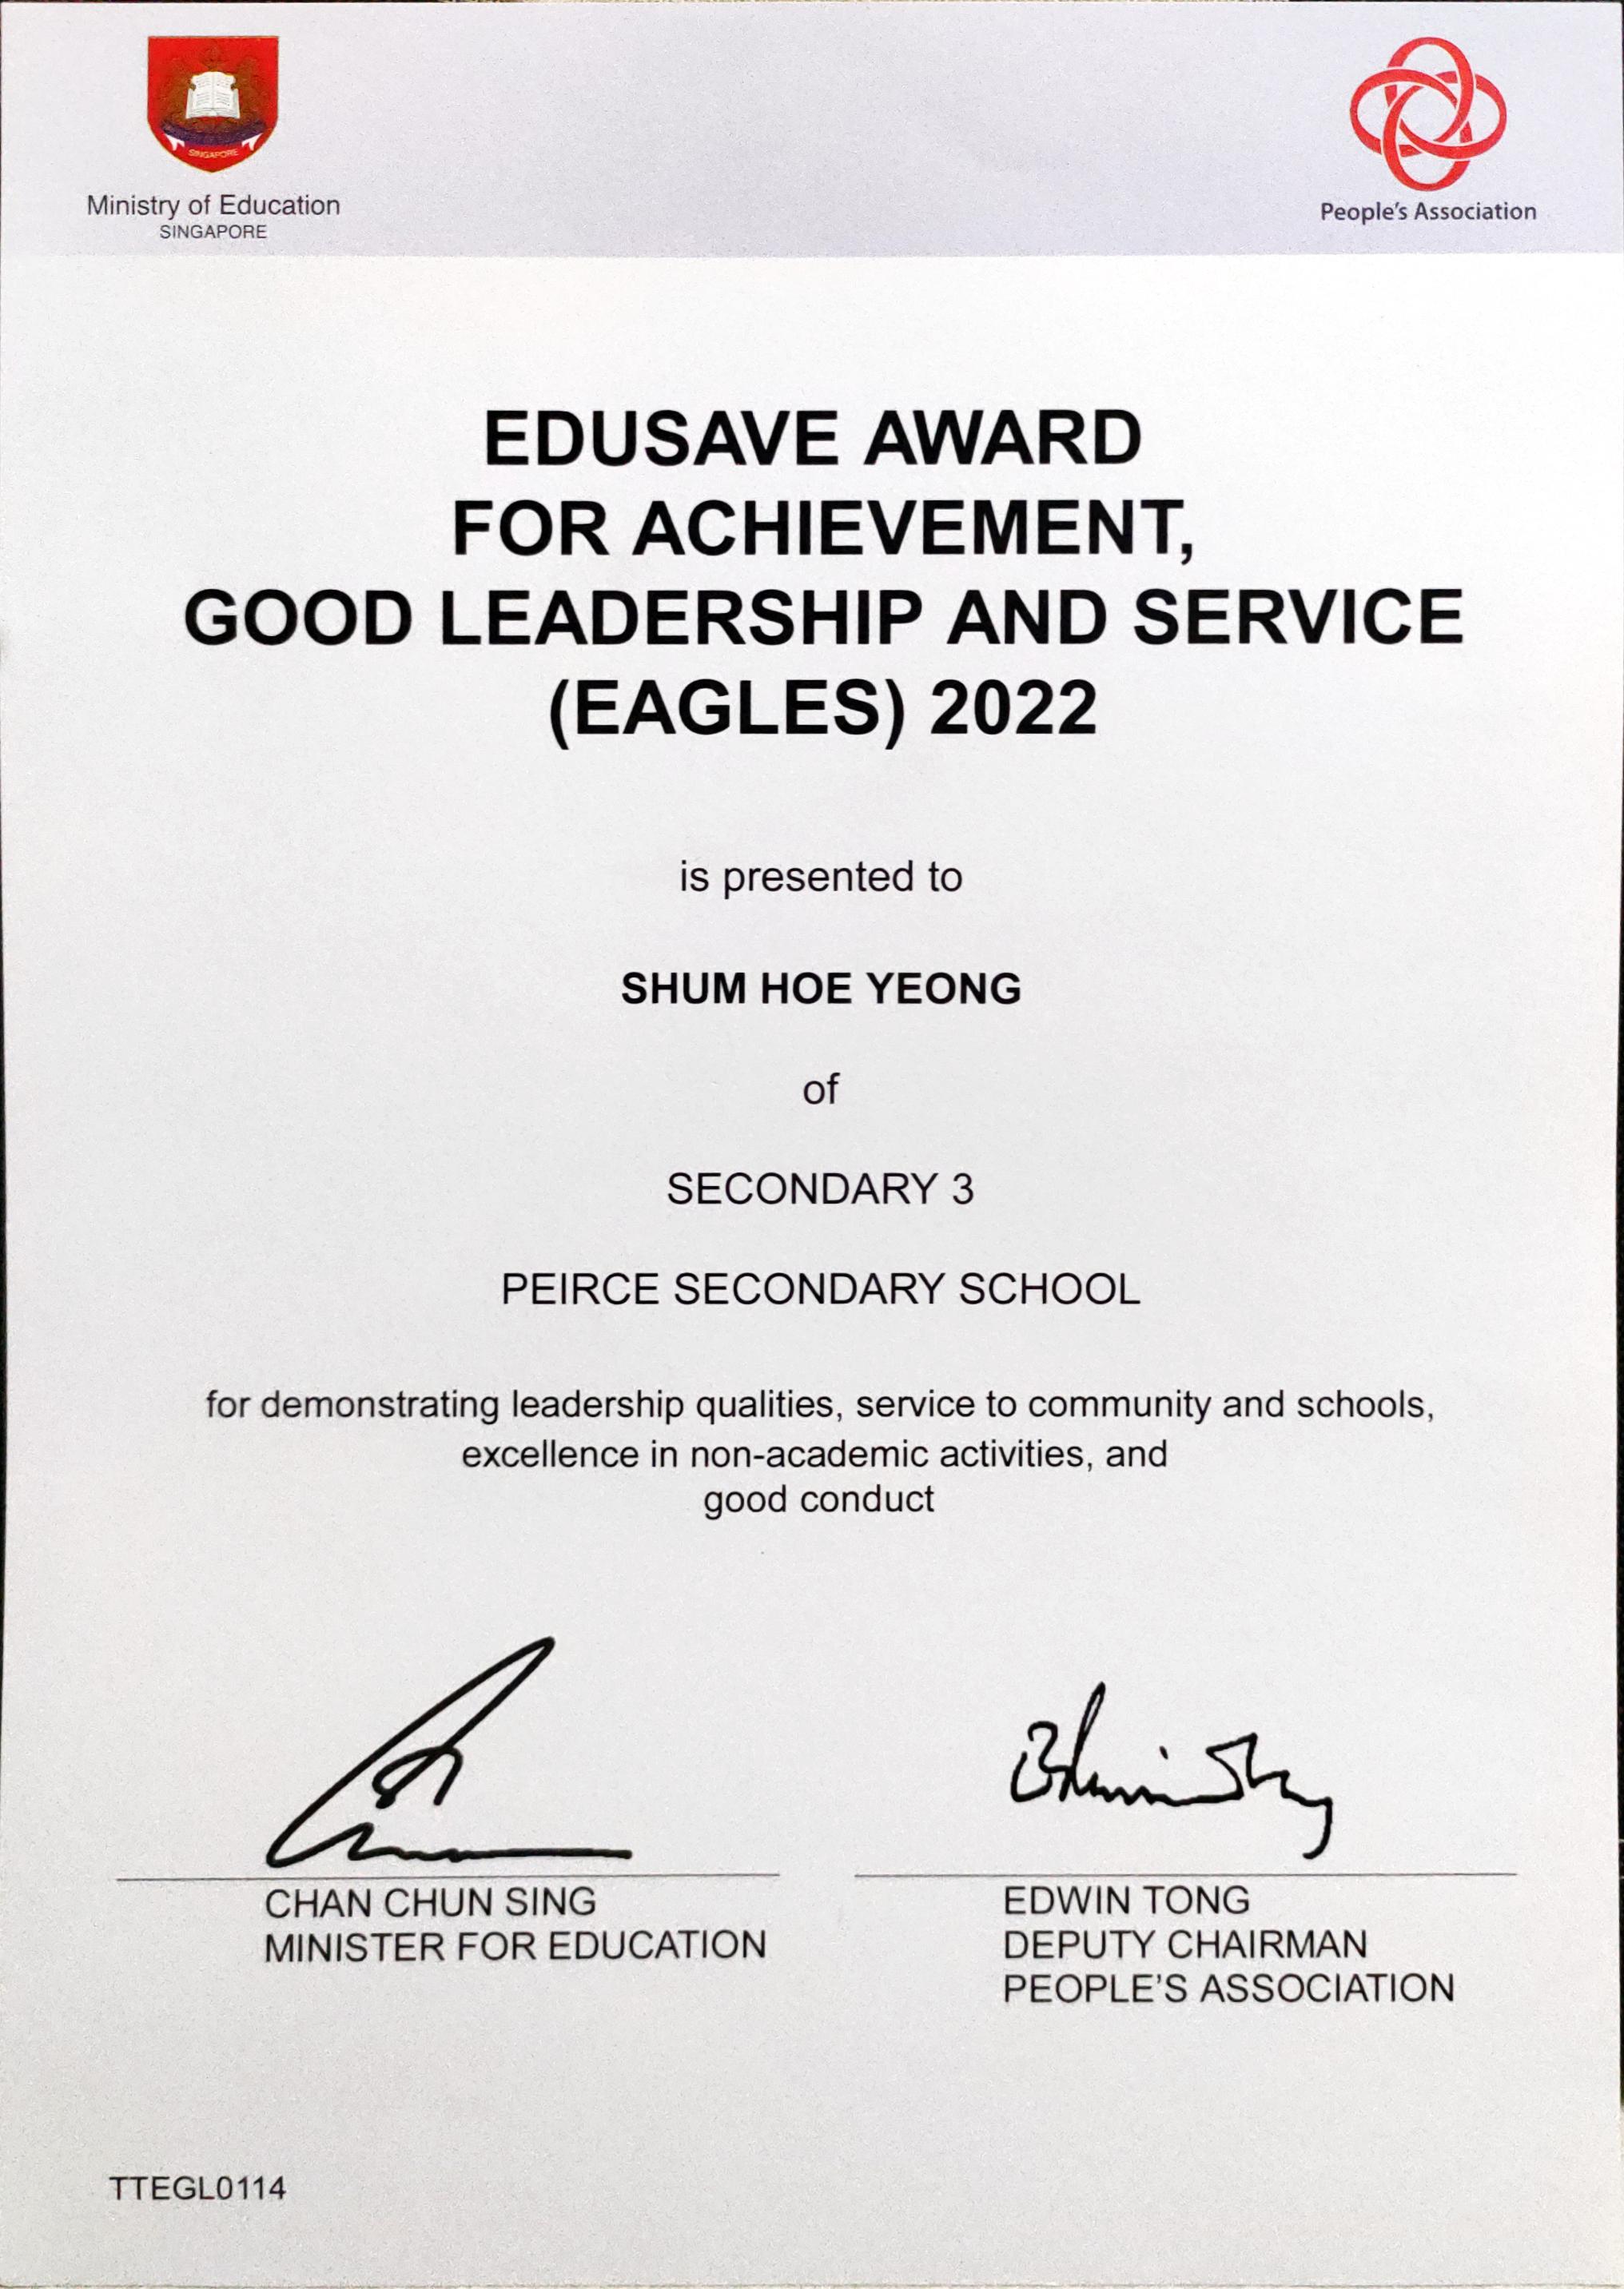 SINGAPORE
Ministry of Education
SINGAPORE
People's Association
EDUSAVE AWARD
FOR ACHIEVEMENT,
GOOD LEADERSHIP AND SERVICE
(EAGLES) 2022
is presented to
SHUM HOE YEONG
of
SECONDARY 3
PEIRCE SECONDARY SCHOOL
for demonstrating leadership qualities, service to community and schools,
excellence in non-academic activities, and
good conduct
CHAN CHUN SING
MINISTER FOR EDUCATION
EDWIN TONG
DEPUTY CHAIRMAN
PEOPLE'S ASSOCIATION
TTEGL0114